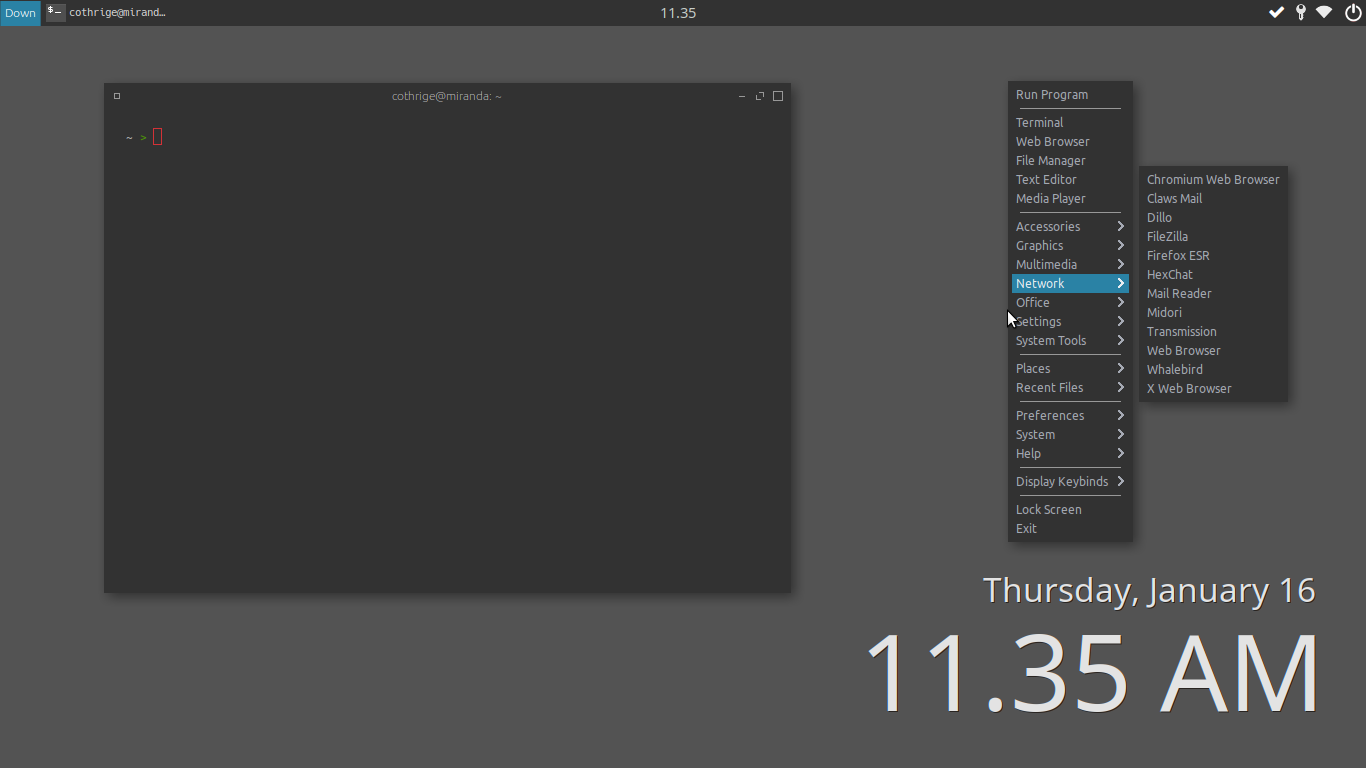 Down
$–
cothrige@mirand…
11.35
cothrige@miranda: ~
~ >
Run Program
Terminal
Web Browser
File Manager
Text Editor
Media Player
Accessories
Graphics
Multimedia
Network
Office
Settings
System Tools
Places
Recent Files
Preferences
System
Help
Display Keybinds
Lock Screen
Exit
Chromium Web Browser
Claws Mail
Dillo
FileZilla
Firefox ESR
HexChat
Mail Reader
Midori
Transmission
Web Browser
Whalebird
X Web Browser
Thursday, January 16
11.35 AM